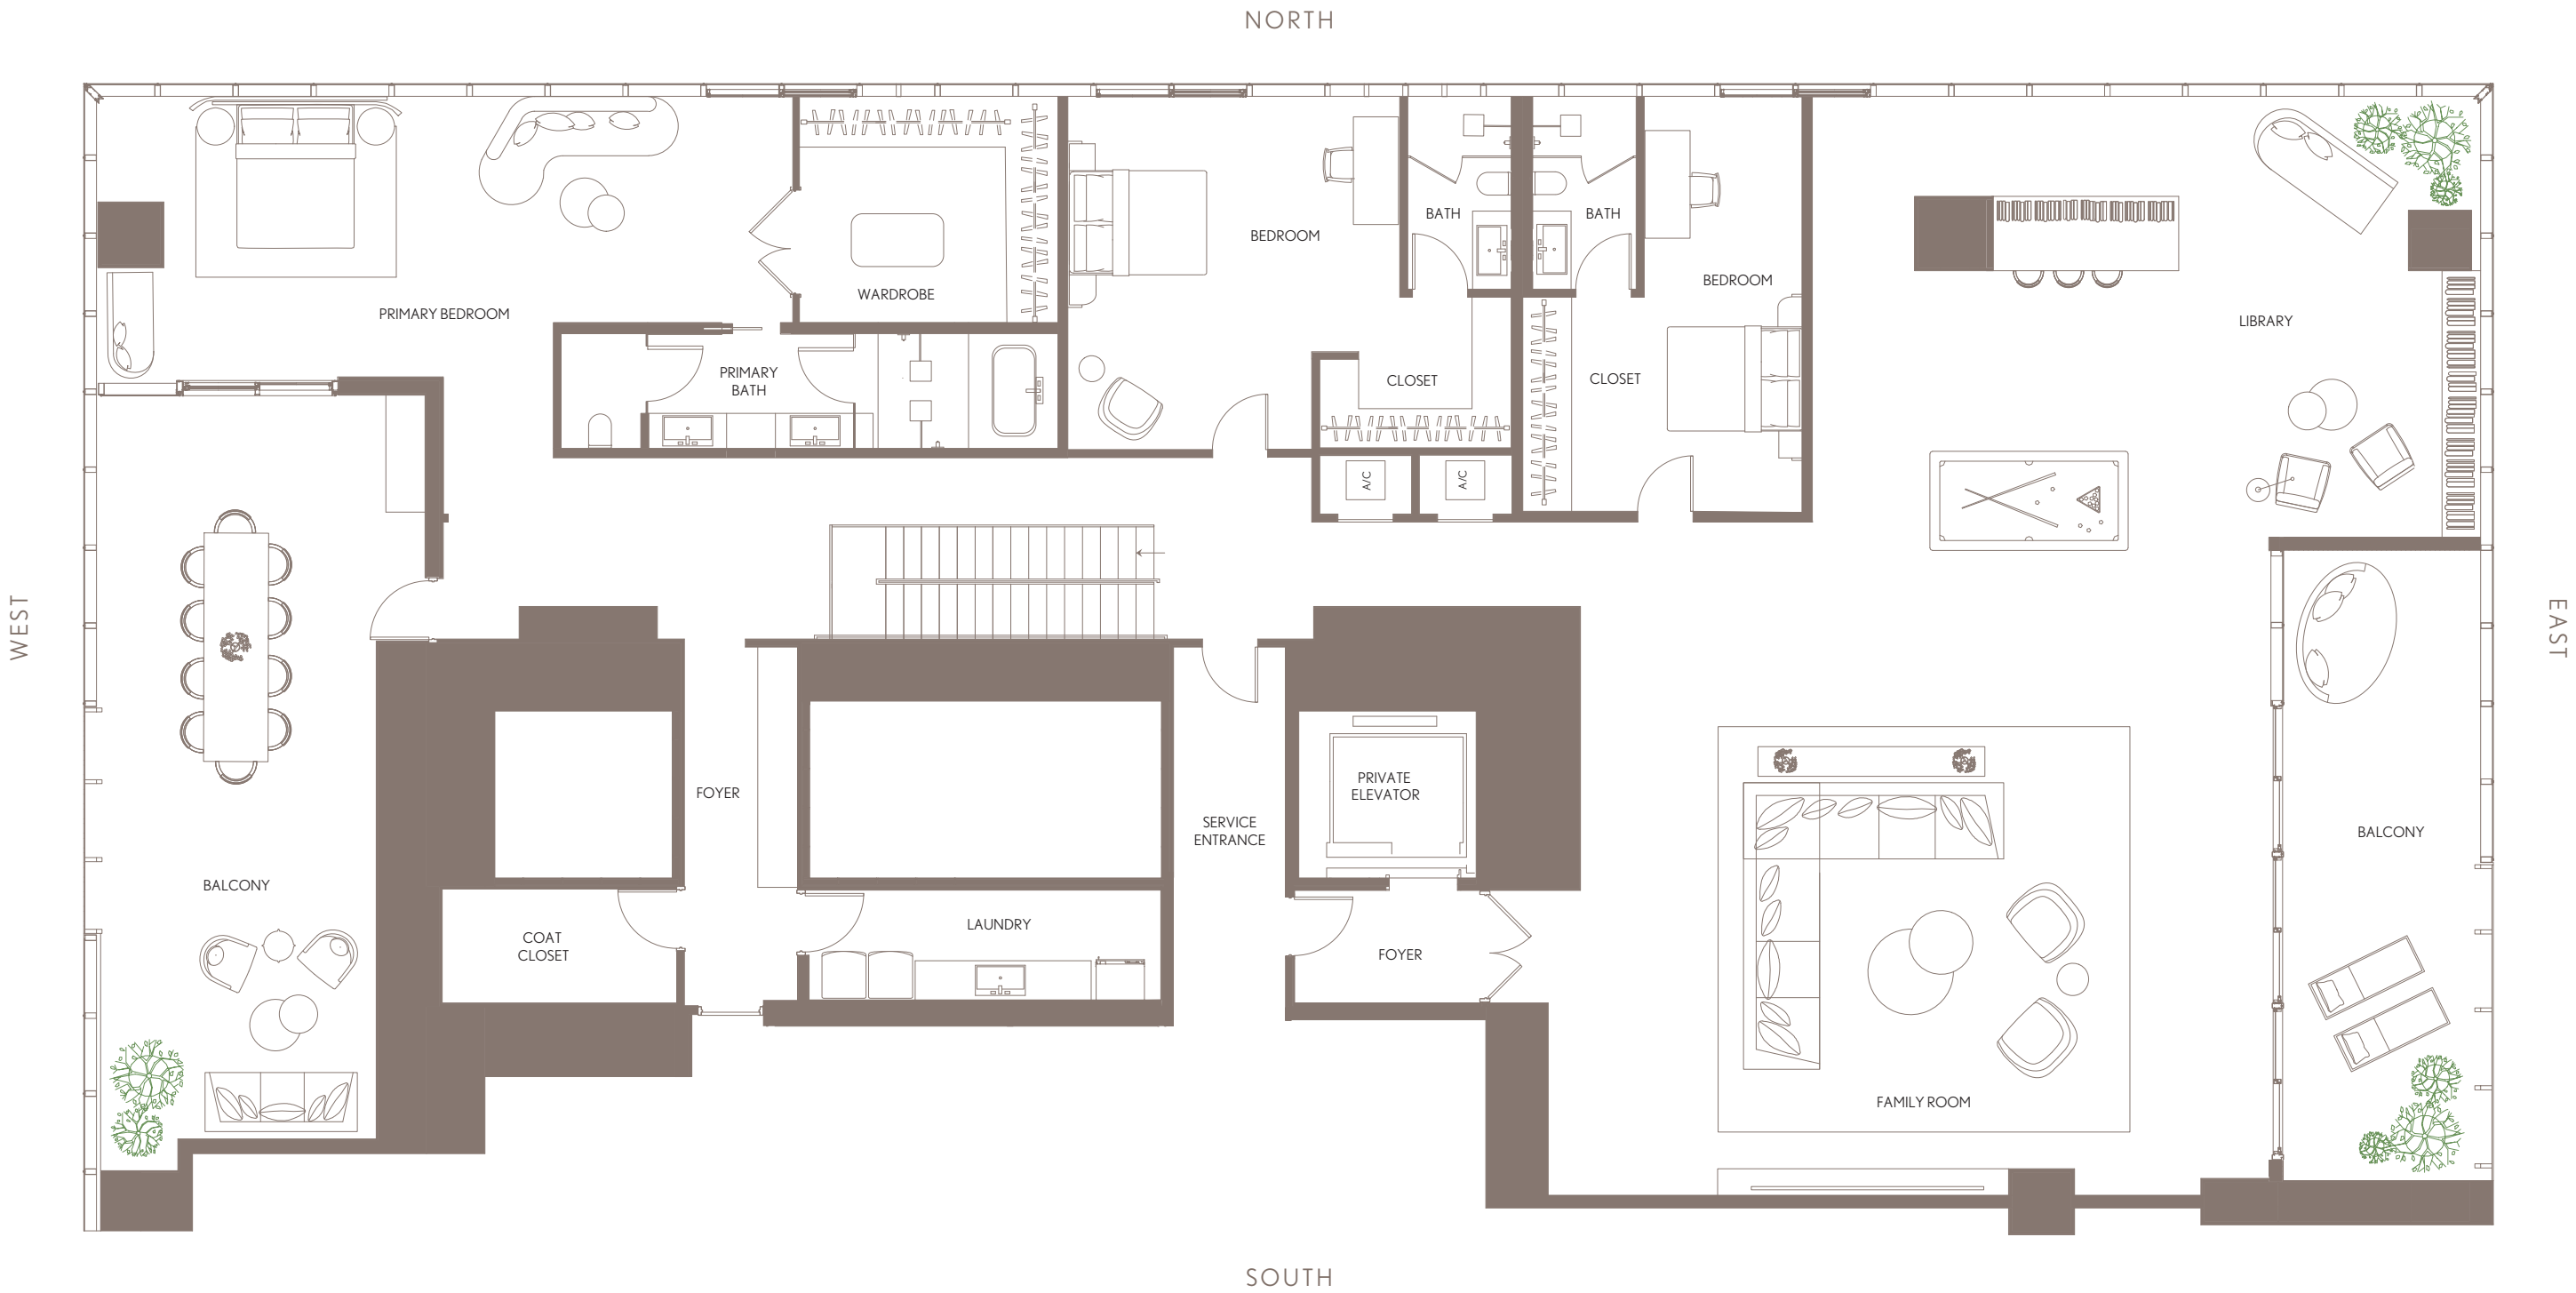 NORTH
BATH
BATH
BEDROOM
BEDROOM
WARDROBE
PRIMARY BEDROOM
LIBRARY
PRIMARY
BATH
CLOSET
CLOSET
A/C
A/C
WEST
EAST
PRIVATE
ELEVATOR
FOYER
SERVICE
ENTRANCE
BALCONY
BALCONY
LAUNDRY
COAT
CLOSET
FOYER
FAMILY ROOM
SOUTH